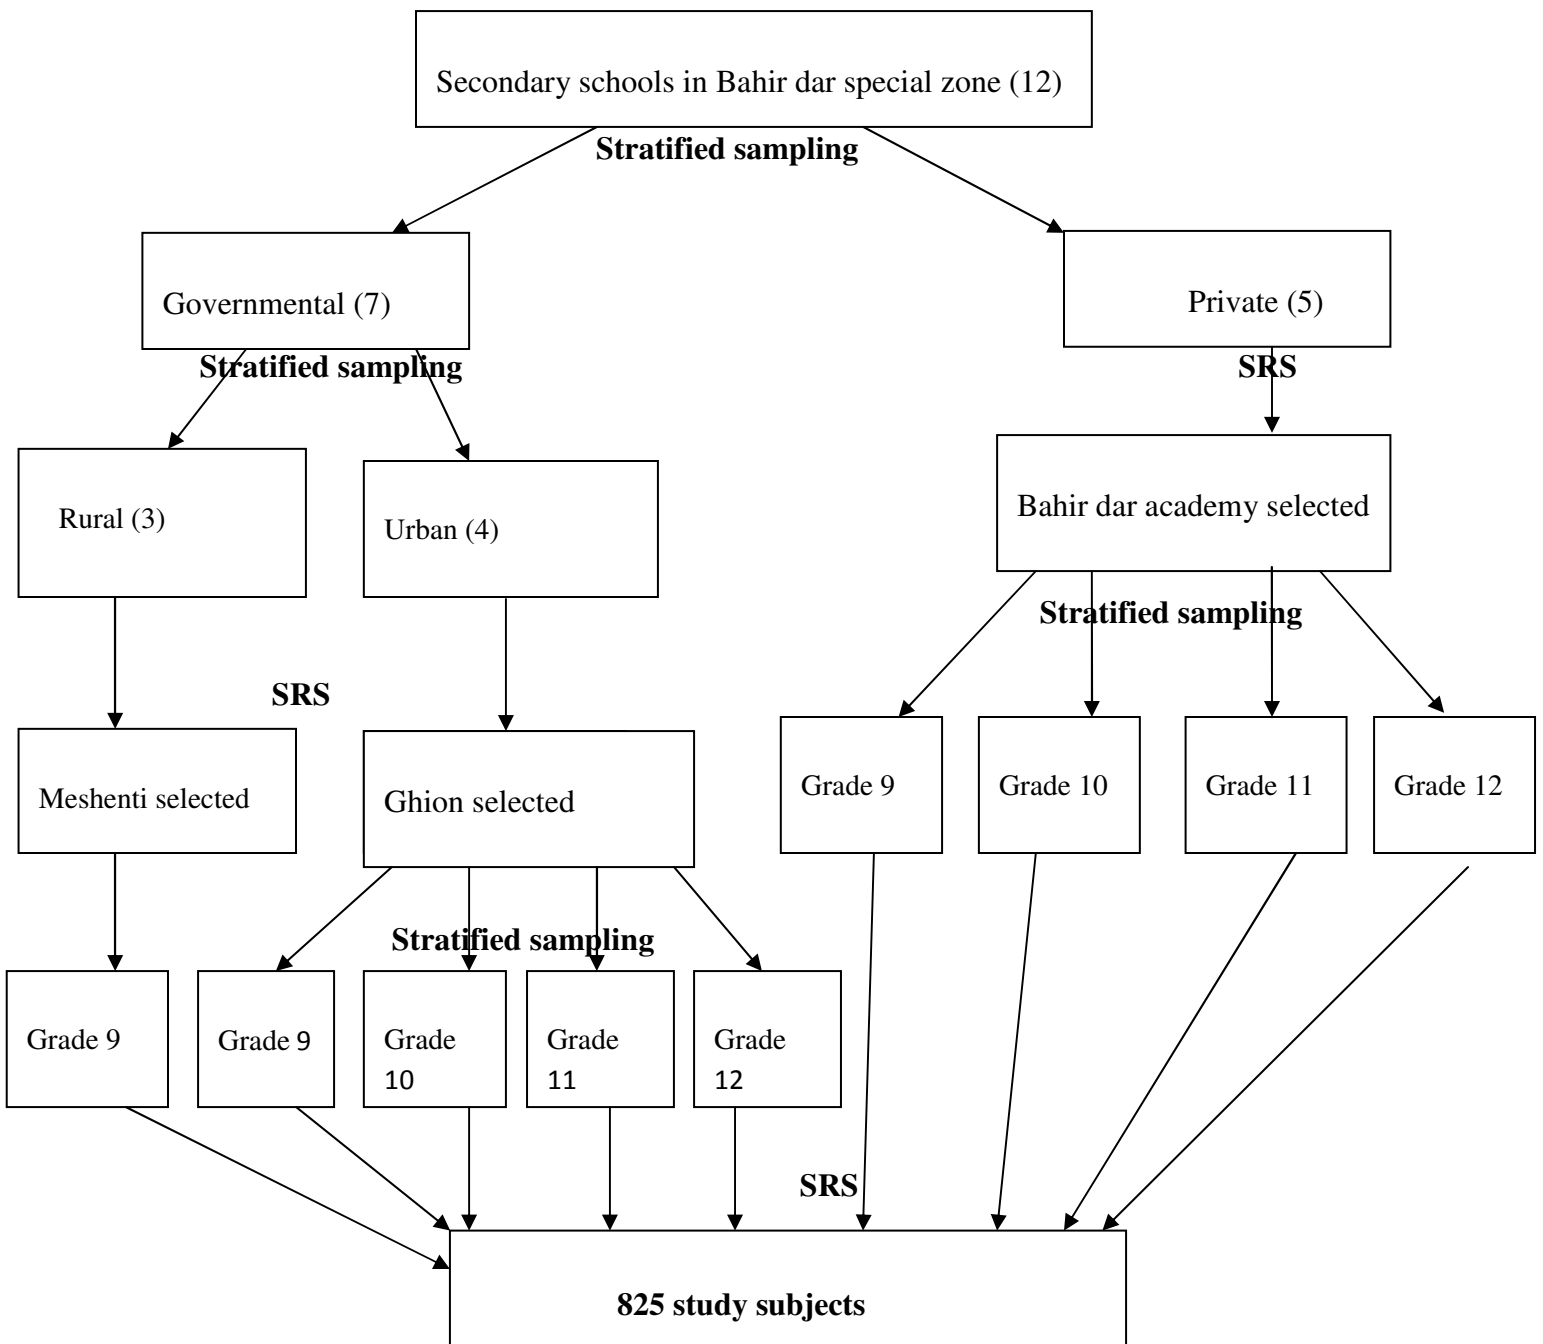 Secondary schools in Bahir dar special zone (12)
Stratified sampling
Governmental (7)
Private (5)
Stratified sampling
SRS
Rural (3)
Urban (4)
Bahir dar academy selected
Stratified sampling
SRS
Meshenti selected
Ghion selected
Grade 9
Grade 10
Grade 11
Grade 12
Stratified sampling
Grade 9
Grade 9
Grade
10
Grade
11
Grade
12
SRS
825 study subjects